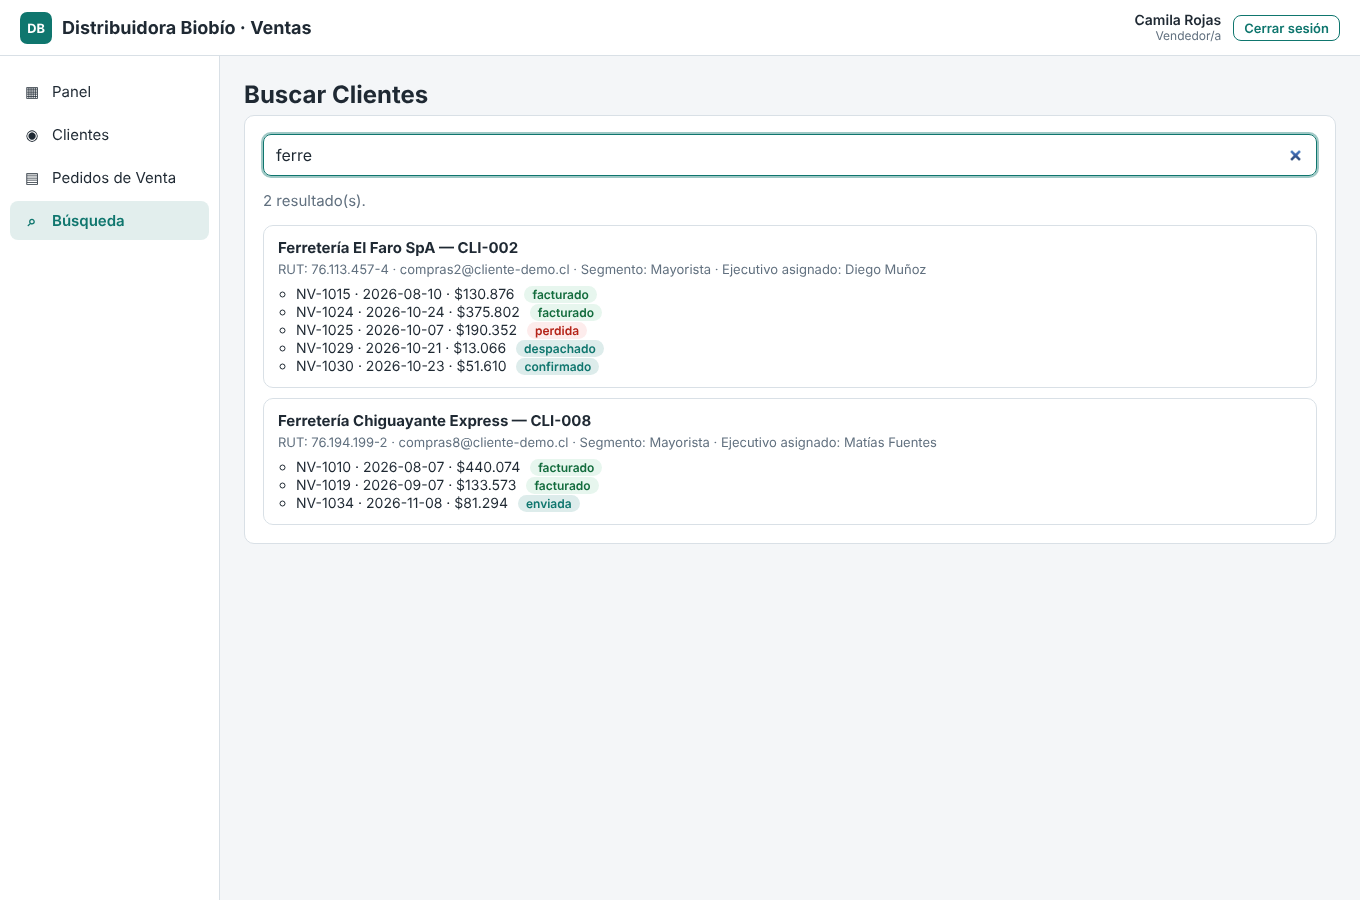 DB
Distribuidora Biobío · Ventas
Camila Rojas
Vendedor/a
Cerrar sesión
Panel
Clientes
Pedidos de Venta
Búsqueda
Buscar Clientes
ferre
2 resultado(s).
Ferretería El Faro SpA — CLI-002
RUT: 76.113.457-4 · compras2@cliente-demo.cl · Segmento: Mayorista · Ejecutivo asignado: Diego Muñoz
NV-1015 · 2026-08-10 · $130.876 facturado
NV-1024 · 2026-10-24 · $375.802 facturado
NV-1025 · 2026-10-07 · $190.352 perdida
NV-1029 · 2026-10-21 · $13.066 despachado
NV-1030 · 2026-10-23 · $51.610 confirmado
Ferretería Chiguayante Express — CLI-008
RUT: 76.194.199-2 · compras8@cliente-demo.cl · Segmento: Mayorista · Ejecutivo asignado: Matías Fuentes
NV-1010 · 2026-08-07 · $440.074 facturado
NV-1019 · 2026-09-07 · $133.573 facturado
NV-1034 · 2026-11-08 · $81.294 enviada